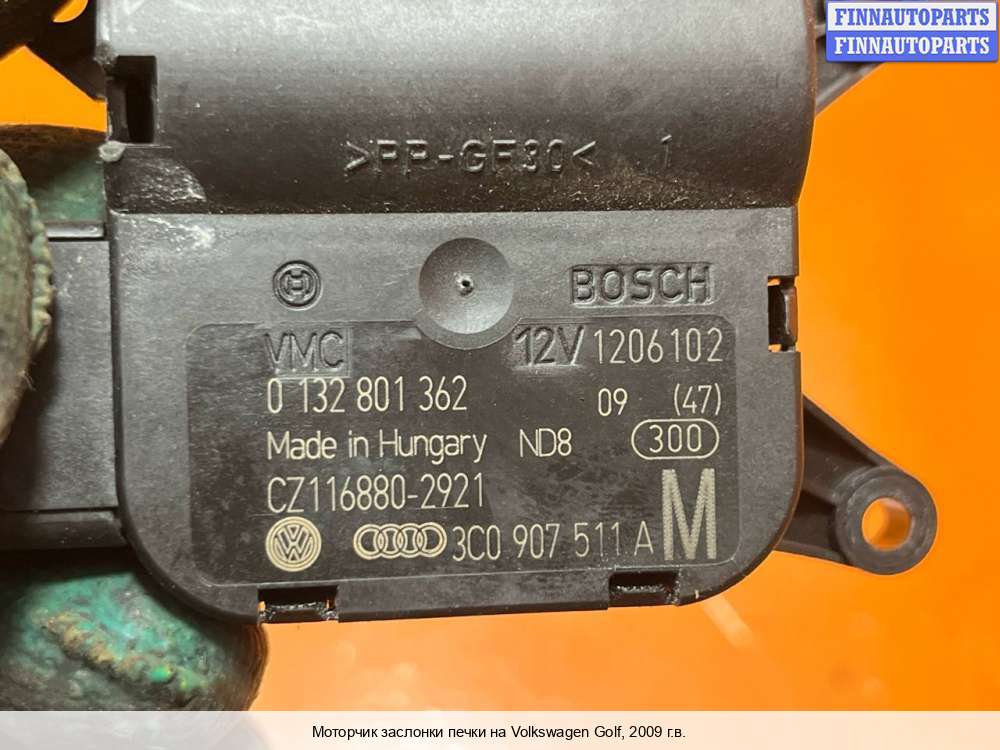 FINNAUTOPARTS
FINNAUTOPARTS
>PP-GF30< 1
BOSCH
VMC 12V 1206102
0 132 801 362 09 (47)
Made in Hungary ND8 300
CZ116880-2921 M
3C0 907 511 A
Моторчик заслонки печки на Volkswagen Golf, 2009 г.в.